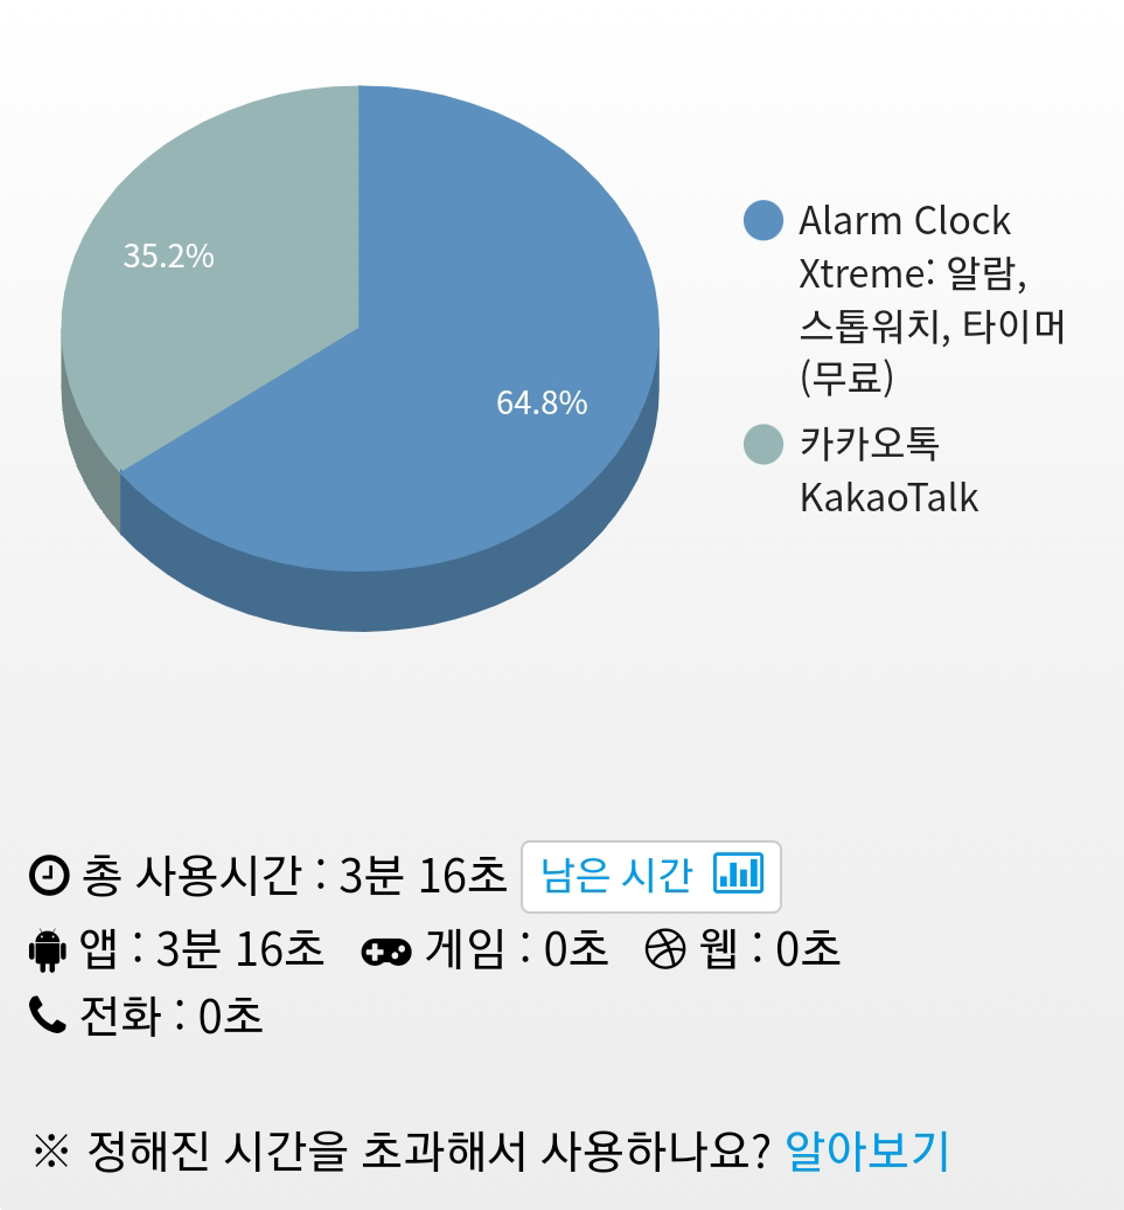 35.2%
64.8%
Alarm Clock
Xtreme: 알람,
스톱워치, 타이머
(무료)
카카오톡
KakaoTalk
총 사용시간 : 3분 16초 남은 시간
앱 : 3분 16초 게임 : 0초 웹 : 0초
전화 : 0초
※ 정해진 시간을 초과해서 사용하나요? 알아보기